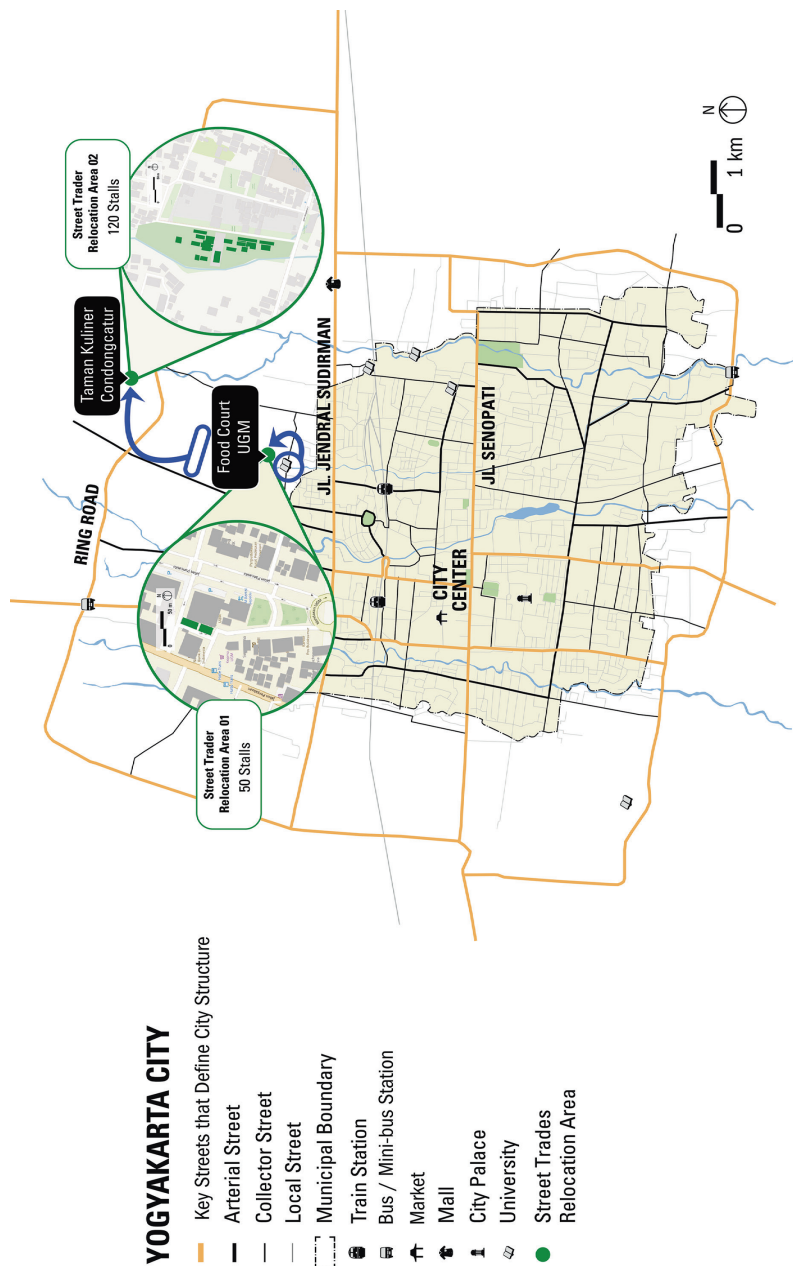 YOGYAKARTA CITY
Key Streets that Define City Structure
Arterial Street
Collector Street
Local Street
Municipal Boundary
Train Station
Bus / Mini-bus Station
Market
Mall
City Palace
University
Street Trades
Relocation Area
Street Trader
Relocation Area 01
50 Stalls
Street Trader
Relocation Area 02
120 Stalls
RING ROAD
Food Court
UGM
Taman Kuliner
Condongcatur
JL. JENDRAL SUDIRMAN
CITY
CENTER
JL SENOPATI
0 50 m
N
0 1 km
N